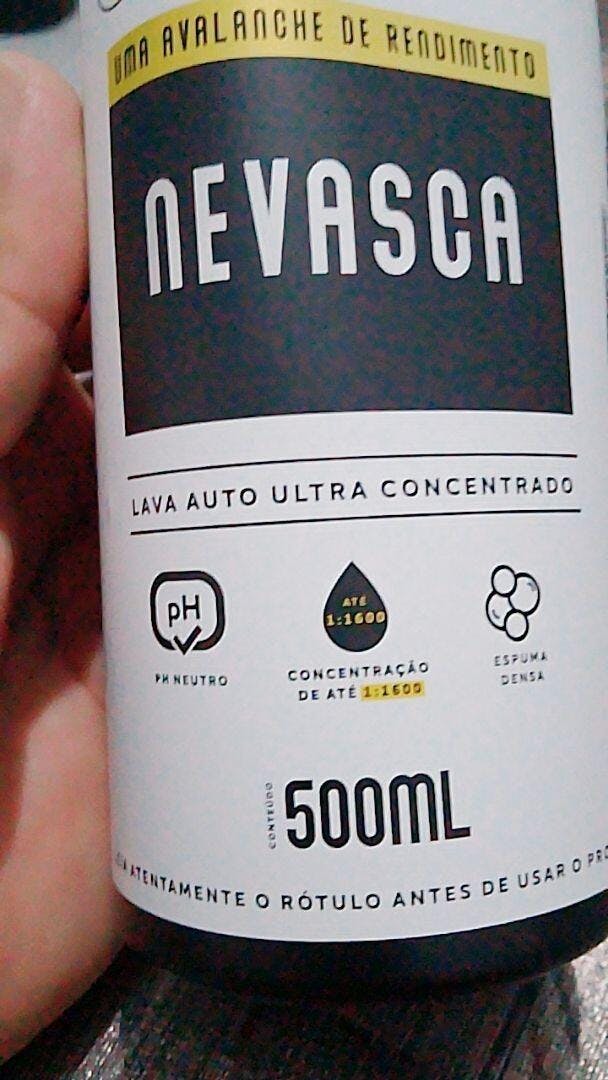 UMA AVALANCHE DE RENDIMENTO
NEVASCA
LAVA AUTO ULTRA CONCENTRADO
pH
PH NEUTRO
ATÉ
1:1600
CONCENTRAÇÃO
DE ATÉ 1:1600
ESPUMA
DENSA
CONTEÚDO
500ML
ATENTAMENTE O RÓTULO ANTES DE USAR O